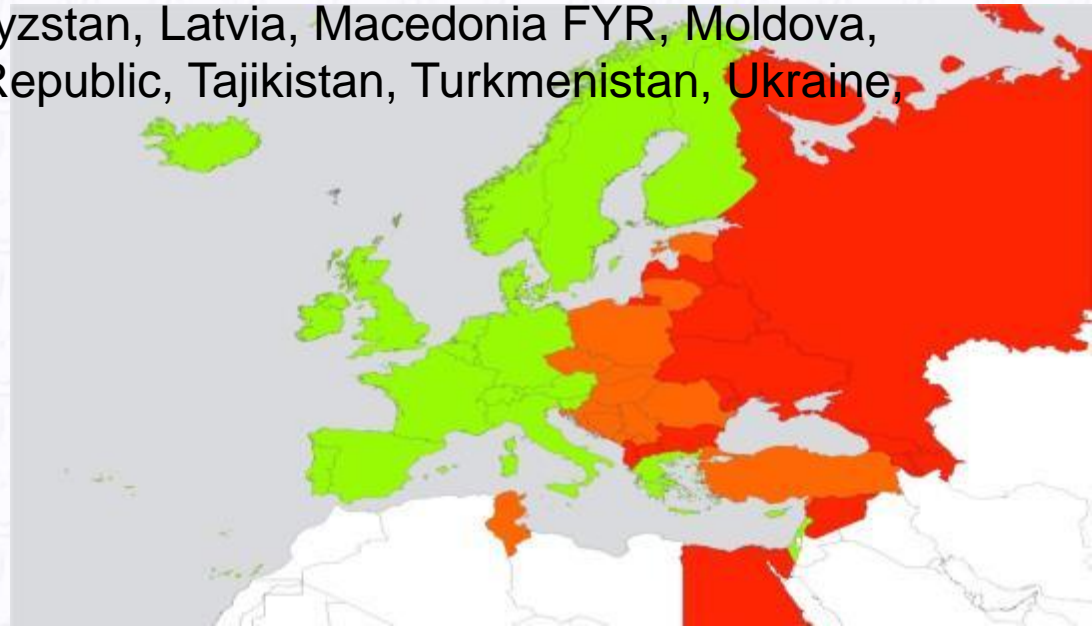 yzstan, Latvia, Macedonia FYR, Moldova,
Republic, Tajikistan, Turkmenistan, Ukraine,